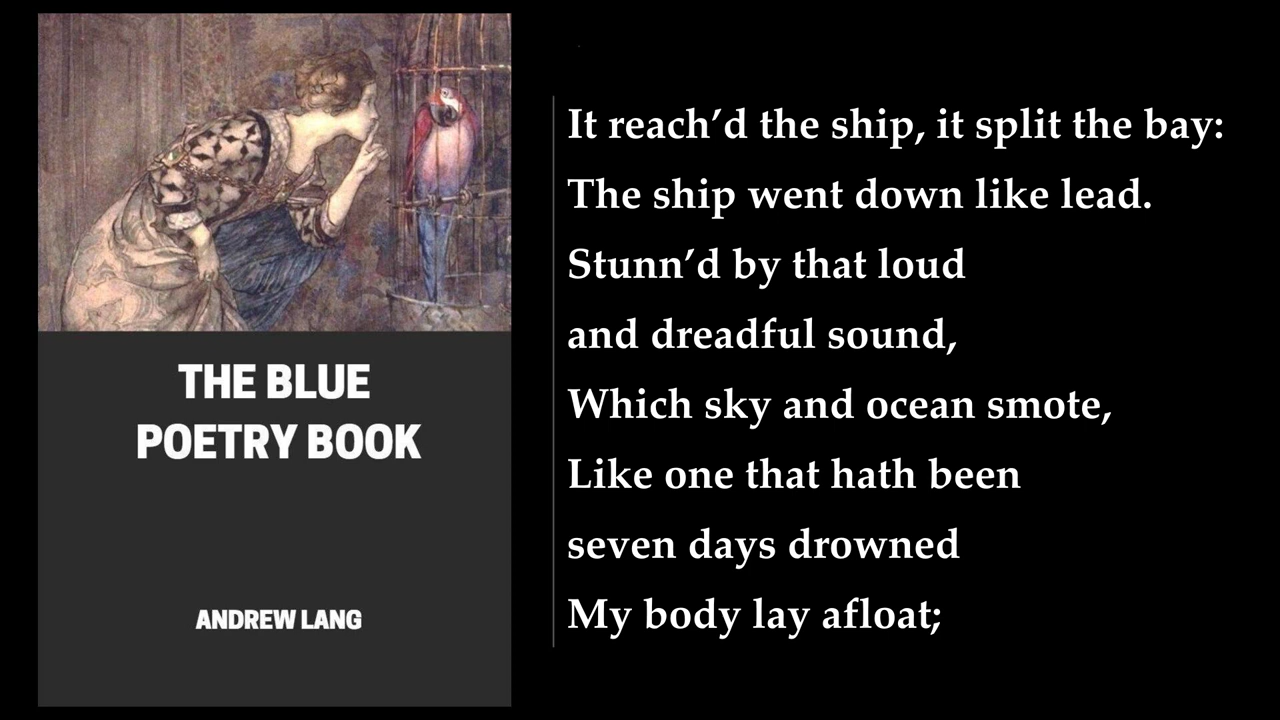 THE BLUE
POETRY BOOK
ANDREW LANG
It reach’d the ship, it split the bay:
The ship went down like lead.
Stunn’d by that loud
and dreadful sound,
Which sky and ocean smote,
Like one that hath been
seven days drowned
My body lay afloat;